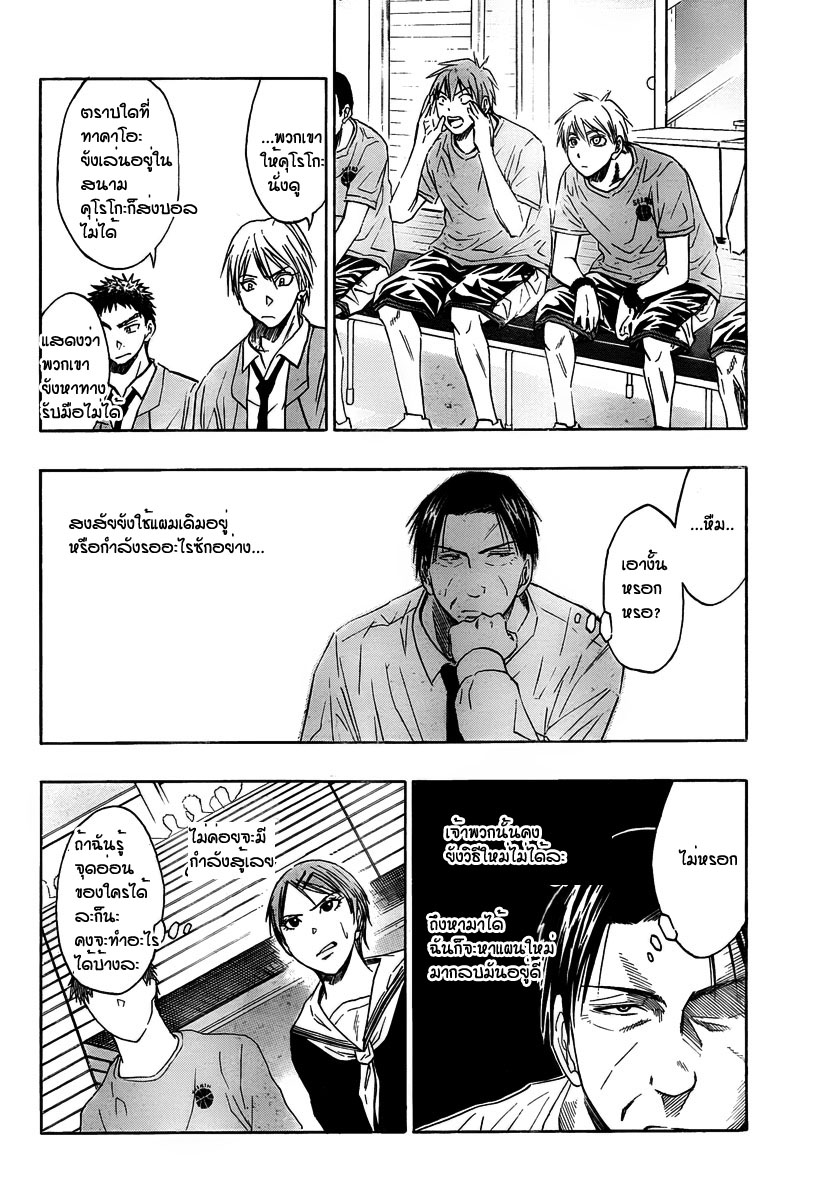 ...พวกเขา
ให้คุโรโกะ
นั่งดู
ตราบใดที่
ทาคาโอะ
ยังเล่นอยู่ใน
สนาม
คุโรโกะก็ส่งบอล
ไม่ได้
แสดงว่า
พวกเขา
ยังหาทาง
รับมือไม่ได้
SEIRIN
...หืม..
เอางั้น
หรอก
หรอ?
สงสัยยังใช้แผมเดิมอยู่
หรือกำลังรออะไรซักอย่าง...
ไม่หรอก
เจ้าพวกนั้นคง
ยังวิธีใหม่ไม่ได้ละ
ถึงหามาได้
ฉันก็จะหาแผนใหม่
มากลบมันอยู่ดี
ไม่ค่อยจะมี
กำลังสู้เลย
ถ้าฉันรู้
จุดอ่อน
ของใครได้
ละก็นะ
คงจะทำอะไร
ได้บ้างละ
SEIRIN